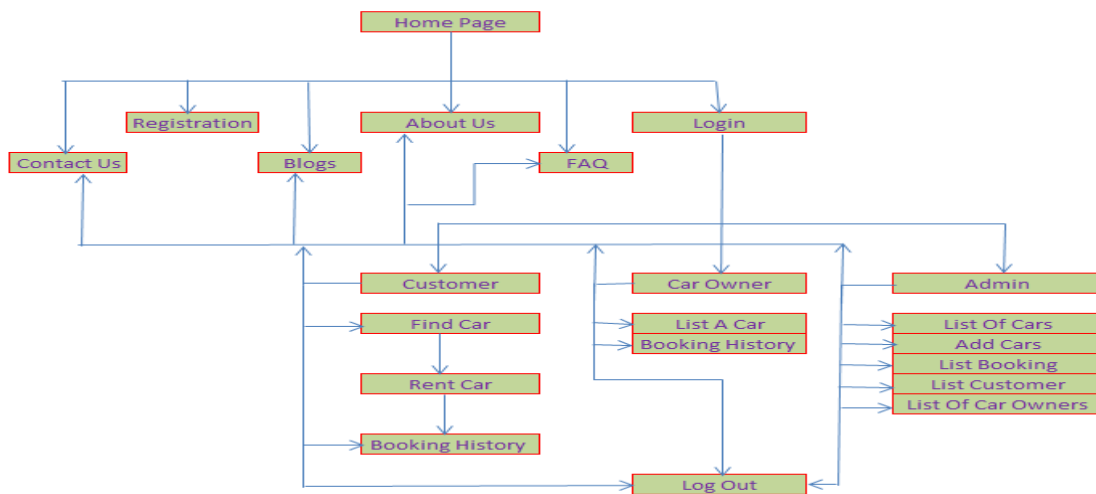 Home Page
Registration
About Us
Login
Contact Us
Blogs
FAQ
Customer
Car Owner
Admin
Find Car
List A Car
List Of Cars
Booking History
Add Cars
List Booking
Rent Car
List Customer
List Of Car Owners
Booking History
Log Out